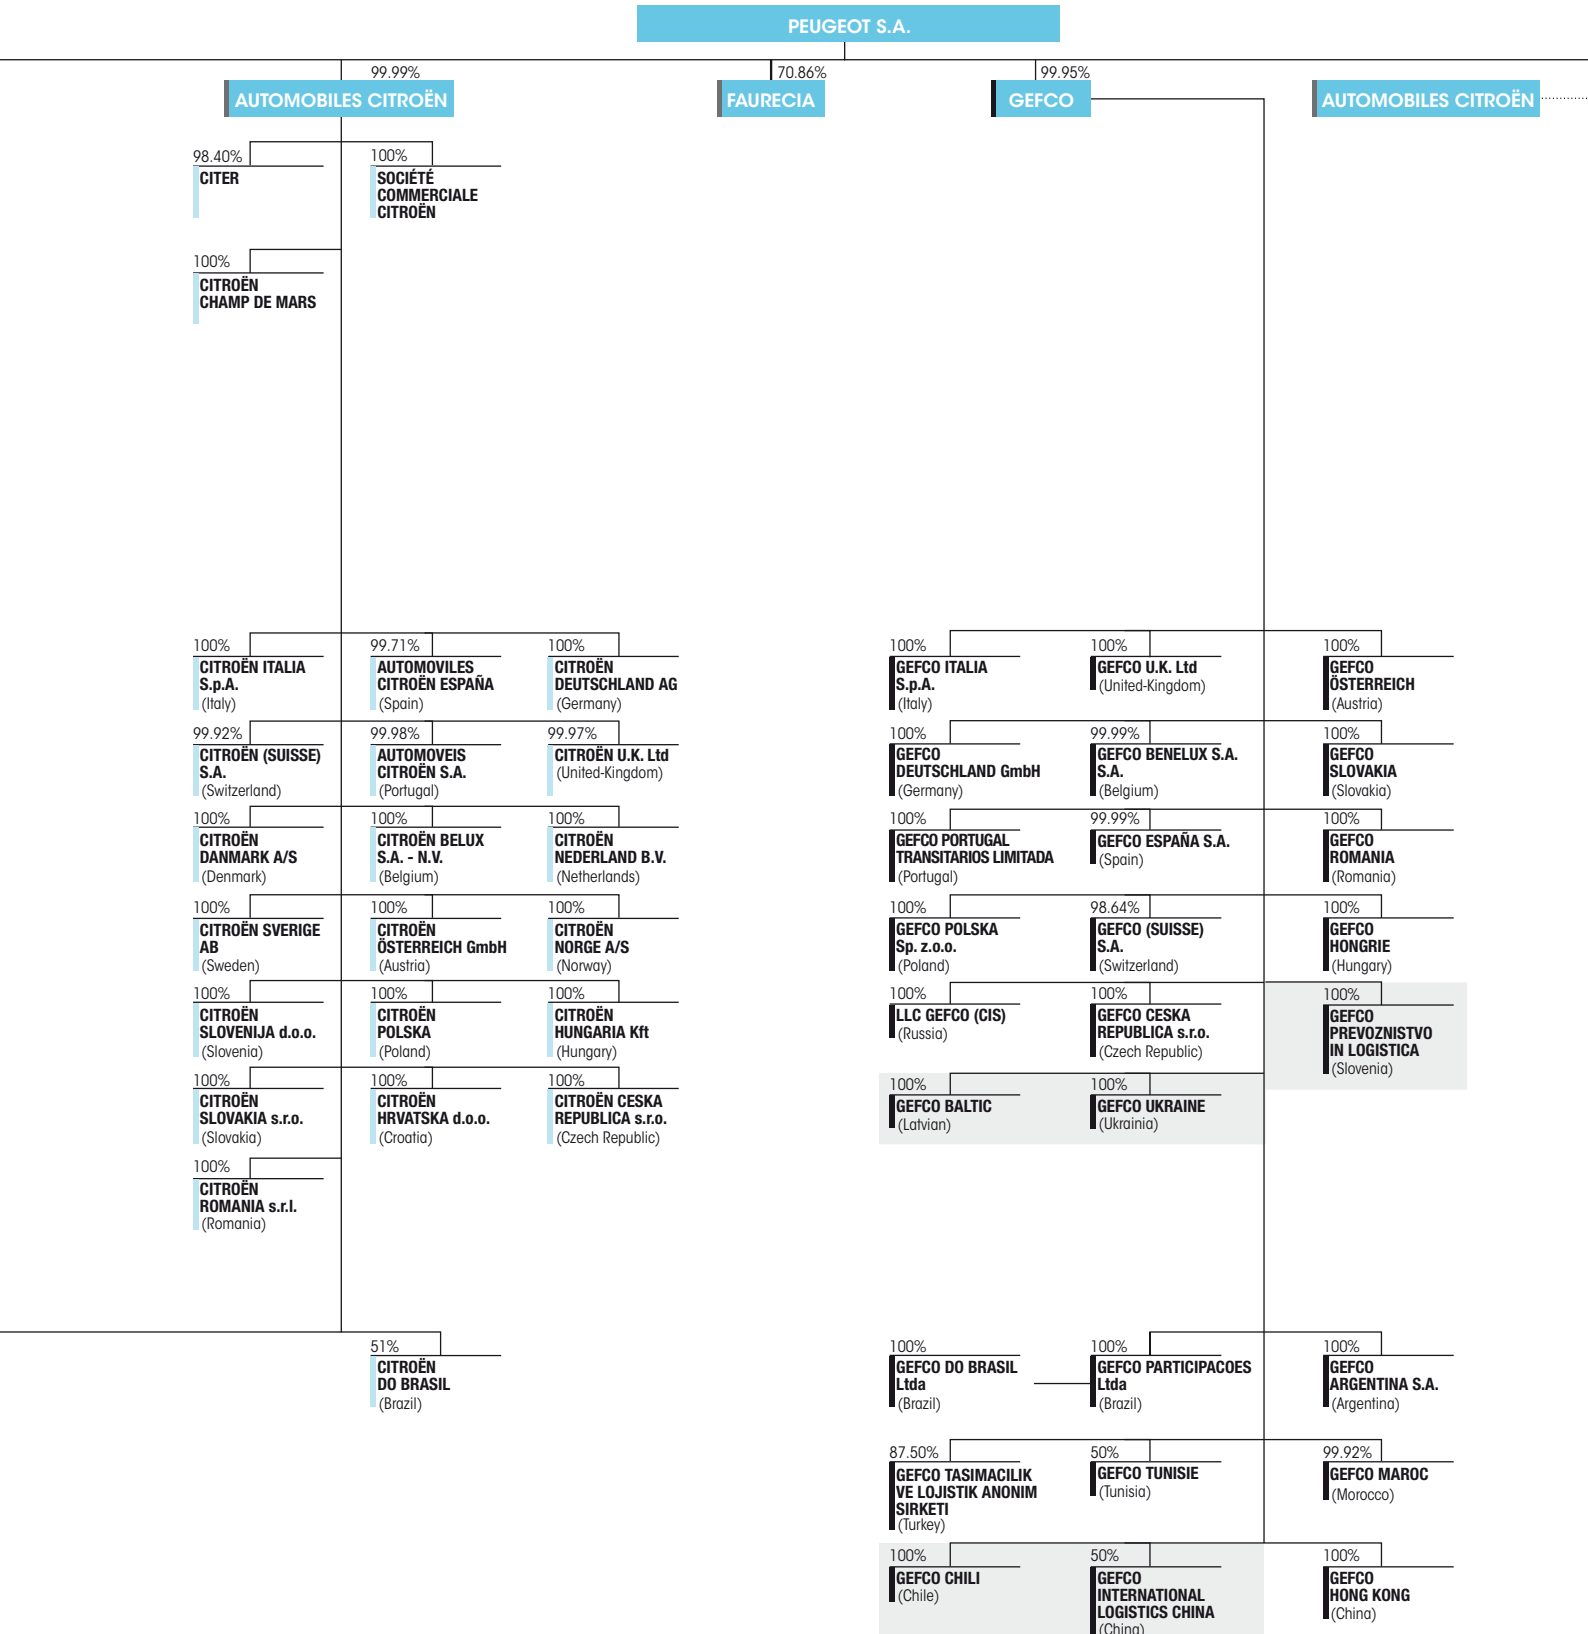 PEUGEOT S.A.
99.99%
AUTOMOBILES CITROËN
70.86%
FAURECIA
99.95%
GEFCO
AUTOMOBILES CITROËN
98.40%
CITER
100%
SOCIÉTÉ
COMMERCIALE
CITROËN
100%
CITROËN
CHAMP DE MARS
100%
CITROËN ITALIA
S.p.A.
(Italy)
99.71%
AUTOMOVILES
CITROËN ESPAÑA
(Spain)
100%
CITROËN
DEUTSCHLAND AG
(Germany)
99.92%
CITROËN (SUISSE)
S.A.
(Switzerland)
99.98%
AUTOMOVEIS
CITROËN S.A.
(Portugal)
99.97%
CITROËN U.K. Ltd
(United-Kingdom)
100%
CITROËN
DANMARK A/S
(Denmark)
100%
CITROËN BELUX
S.A. - N.V.
(Belgium)
100%
CITROËN
NEDERLAND B.V.
(Netherlands)
100%
CITROËN SVERIGE
AB
(Sweden)
100%
CITROËN
ÖSTERREICH GmbH
(Austria)
100%
CITROËN
NORGE A/S
(Norway)
100%
CITROËN
SLOVENIJA d.o.o.
(Slovenia)
100%
CITROËN
POLSKA
(Poland)
100%
CITROËN
HUNGARIA Kft
(Hungary)
100%
CITROËN
SLOVAKIA s.r.o.
(Slovakia)
100%
CITROËN
HRVATSKA d.o.o.
(Croatia)
100%
CITROËN CESKA
REPUBLICA s.r.o.
(Czech Republic)
100%
CITROËN
ROMANIA s.r.l.
(Romania)
51%
CITROËN
DO BRASIL
(Brazil)
100%
GEFCO ITALIA
S.p.A.
(Italy)
100%
GEFCO U.K. Ltd
(United-Kingdom)
100%
GEFCO
ÖSTERREICH
(Austria)
100%
GEFCO
DEUTSCHLAND GmbH
(Germany)
99.99%
GEFCO BENELUX S.A.
S.A.
(Belgium)
100%
GEFCO
SLOVAKIA
(Slovakia)
100%
GEFCO PORTUGAL
TRANSITARIOS LIMITADA
(Portugal)
99.99%
GEFCO ESPAÑA S.A.
(Spain)
100%
GEFCO
ROMANIA
(Romania)
100%
GEFCO POLSKA
Sp. z.o.o.
(Poland)
98.64%
GEFCO (SUISSE)
S.A.
(Switzerland)
100%
GEFCO
HONGRIE
(Hungary)
100%
LLC GEFCO (CIS)
(Russia)
100%
GEFCO CESKA
REPUBLICA s.r.o.
(Czech Republic)
100%
GEFCO
PREVOZNISTVO
IN LOGISTICA
(Slovenia)
100%
GEFCO BALTIC
(Latvian)
100%
GEFCO UKRAINE
(Ukrainia)
100%
GEFCO DO BRASIL
Ltda
(Brazil)
100%
GEFCO PARTICIPACOES
Ltda
(Brazil)
100%
GEFCO
ARGENTINA S.A.
(Argentina)
87.50%
GEFCO TASIMACILIK
VE LOJISTIK ANONIM
SIRKETI
(Turkey)
50%
GEFCO TUNISIE
(Tunisia)
99.92%
GEFCO MAROC
(Morocco)
100%
GEFCO CHILI
(Chile)
50%
GEFCO
INTERNATIONAL
LOGISTICS CHINA
(China)
100%
GEFCO
HONG KONG
(China)